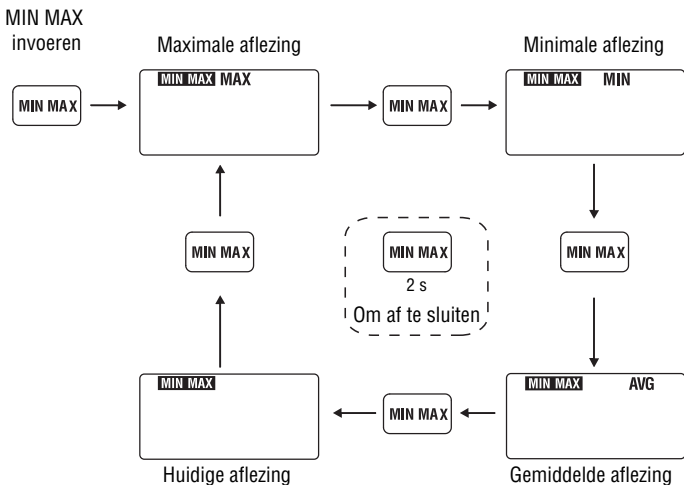 MIN MAX
invoeren
Maximale aflezing
Minimale aflezing
MIN MAX
MIN MAX MAX
MIN MAX
MIN MAX MIN
MIN MAX
MIN MAX
2 s
Om af te sluiten
MIN MAX
MIN MAX
MIN MAX
MIN MAX AVG
Huidige aflezing
Gemiddelde aflezing